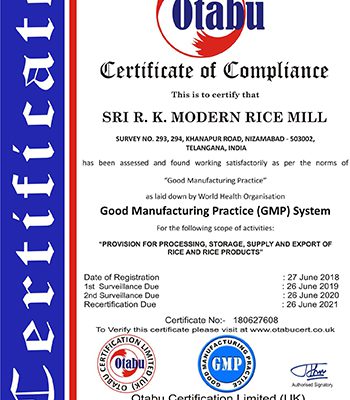 Otabu
Certificate of Compliance
This is to certify that
SRI R. K. MODERN RICE MILL
SURVEY NO. 293, 294, KHANAPUR ROAD, NIZAMABAD - 503002,
TELANGANA, INDIA
has been assessed and found working satisfactorily as per the norms of
"Good Manufacturing Practice"
as laid down by World Health Organisation
Good Manufacturing Practice (GMP) System
For the following scope of activities:
"PROVISION FOR PROCESSING, STORAGE, SUPPLY AND EXPORT OF
RICE AND RICE PRODUCTS"
Date of Registration : 27 June 2018
1st Surveillance Due : 26 June 2019
2nd Surveillance Due : 26 June 2020
Recertification Due : 26 June 2021
Certificate No:- 180627608
To Verify this certificate please visit at www.otabucert.co.uk
OTABU CERTIFICATION LIMITED (UK)
Otabu
GOOD MANUFACTURING PRACTICE
GMP
Authorised Signatory
Otabu Certification Limited (UK)
Certificati